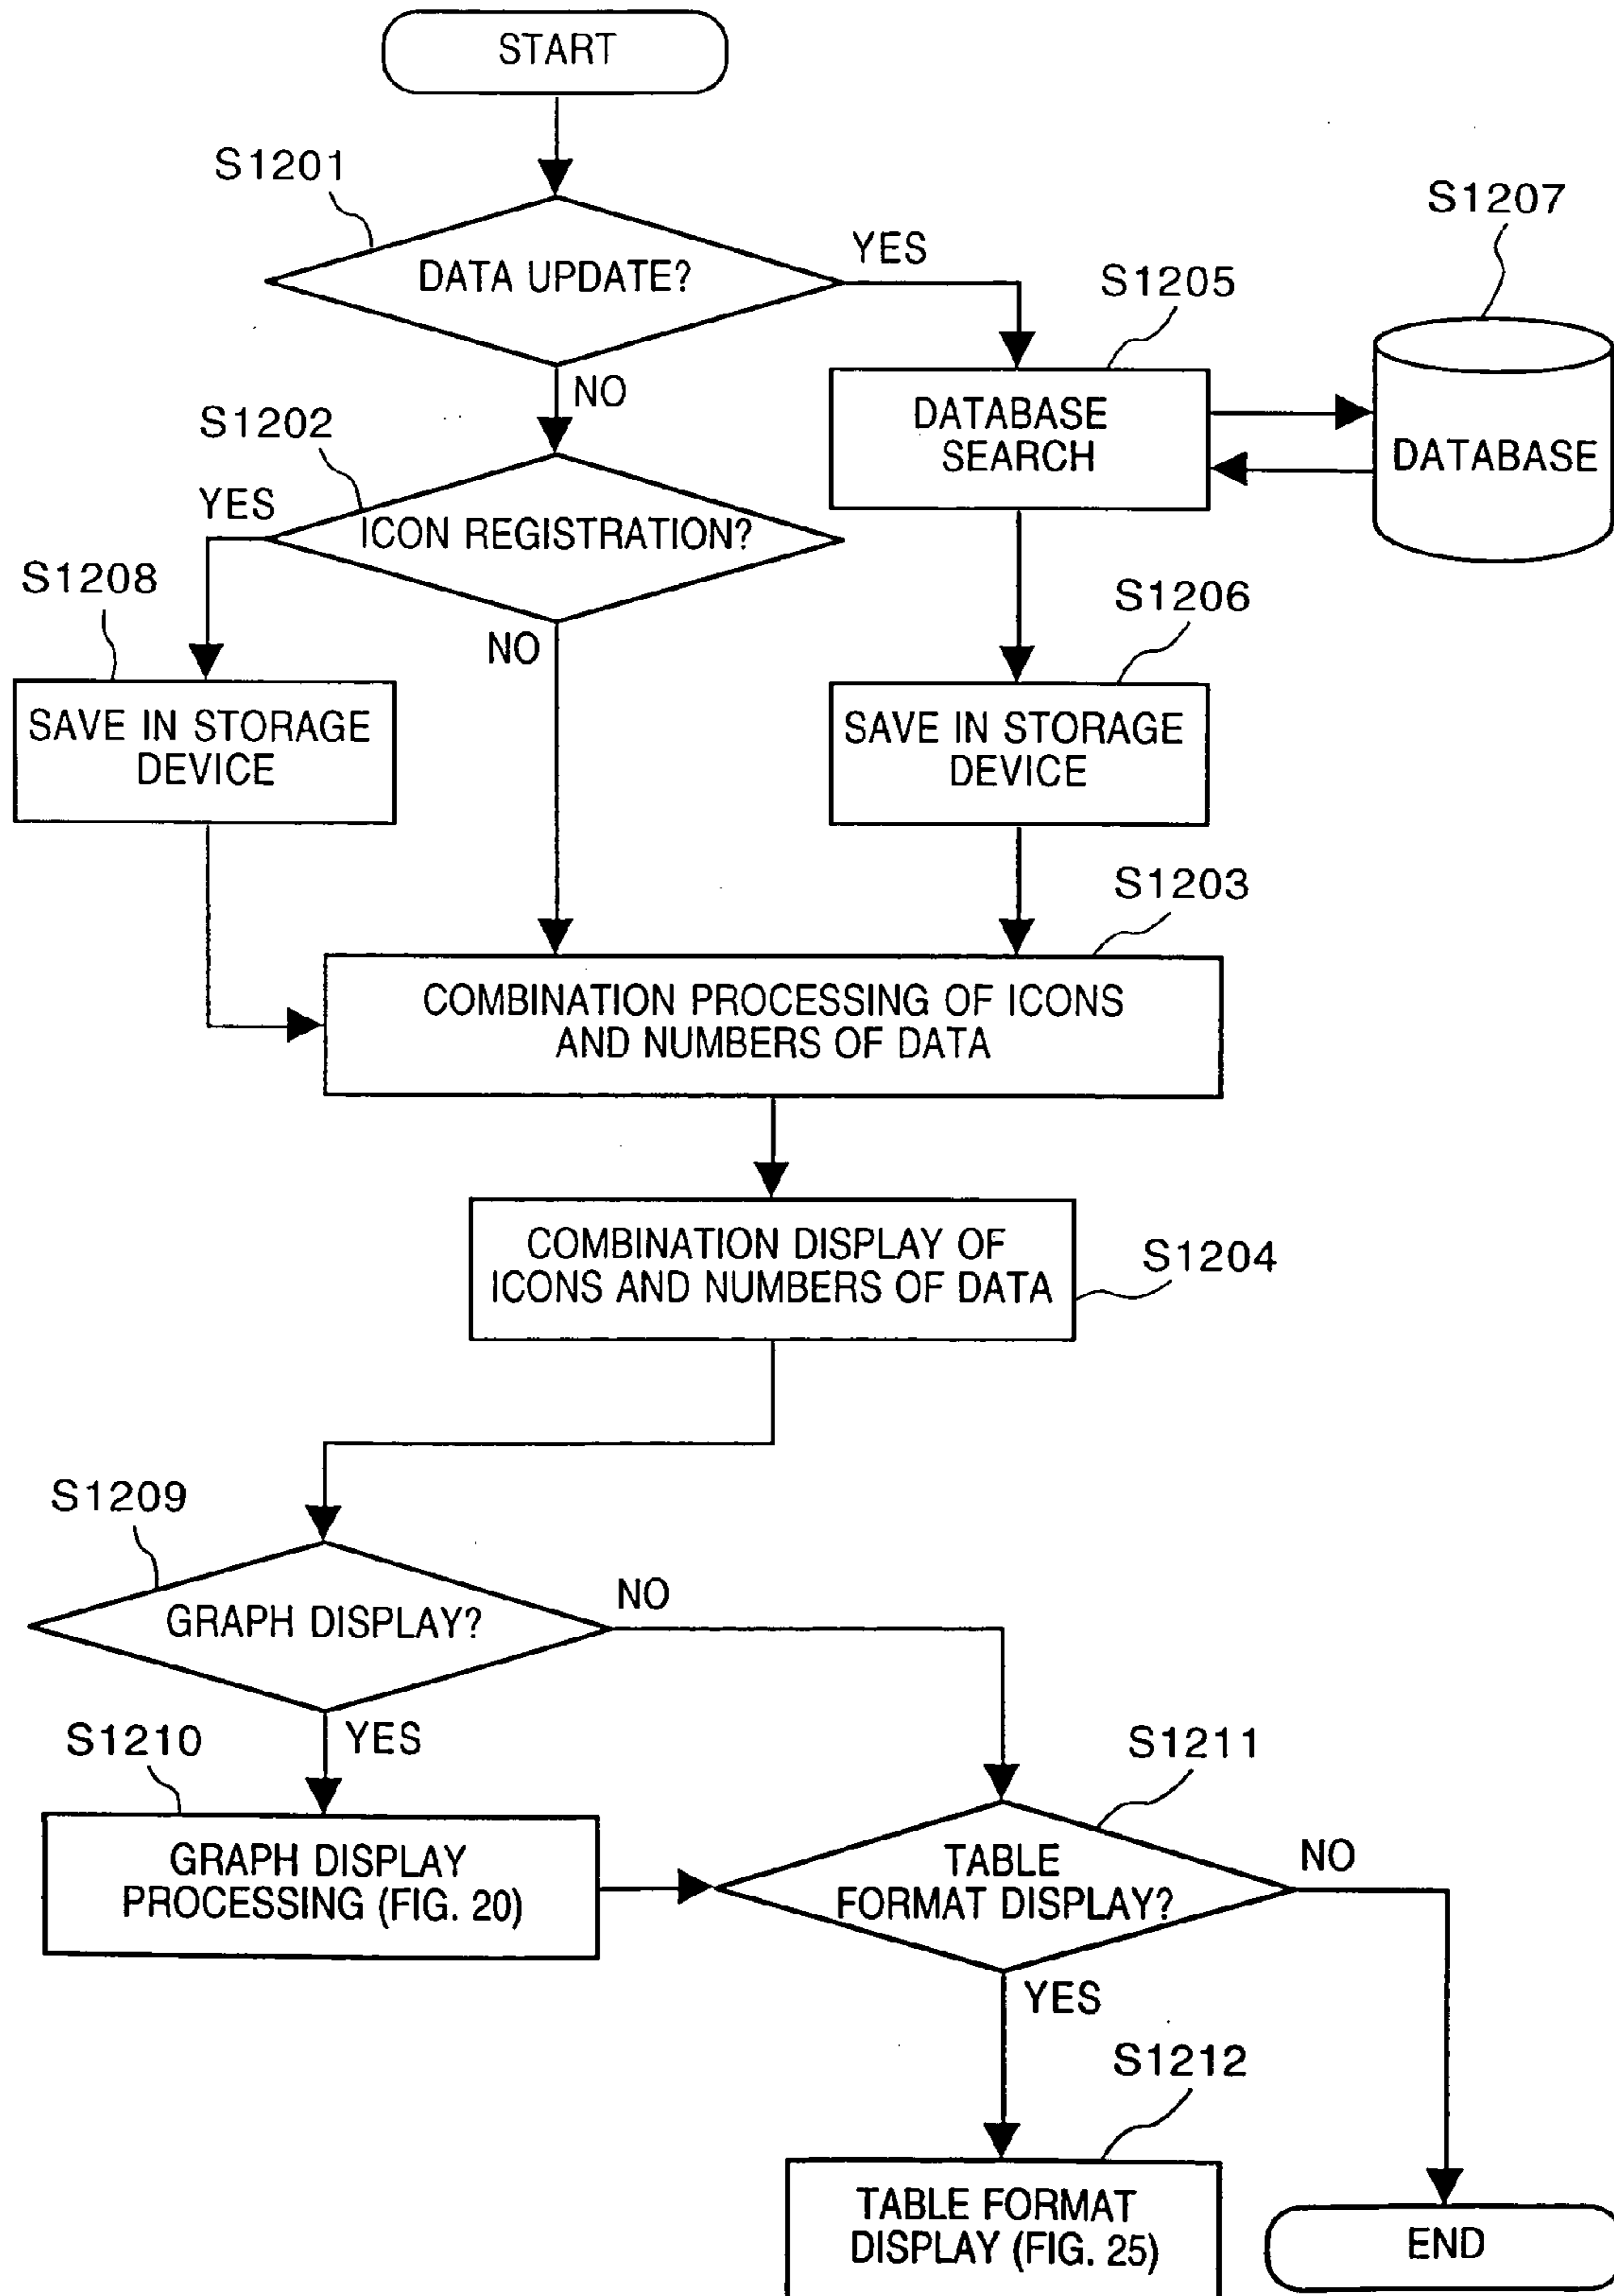 START
S1201
DATA UPDATE?
YES
S1207
S1205
NO
DATABASE
SEARCH
DATABASE
S1202
YES
ICON REGISTRATION?
S1208
NO
S1206
SAVE IN STORAGE
DEVICE
SAVE IN STORAGE
DEVICE
S1203
COMBINATION PROCESSING OF ICONS
AND NUMBERS OF DATA
COMBINATION DISPLAY OF
ICONS AND NUMBERS OF DATA
S1204
S1209
GRAPH DISPLAY?
NO
S1210
YES
S1211
GRAPH DISPLAY
PROCESSING (FIG. 20)
TABLE
FORMAT DISPLAY?
NO
YES
S1212
TABLE FORMAT
DISPLAY (FIG. 25)
END